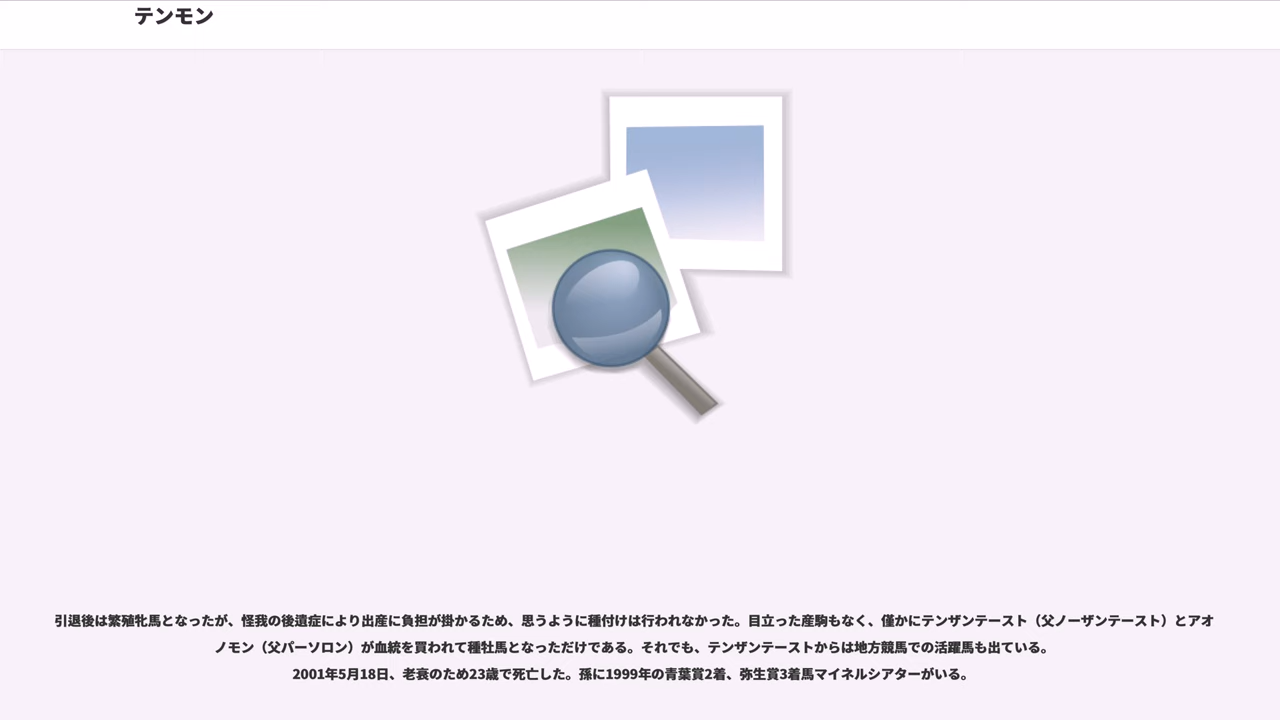 テンモン
引退後は繁殖牝馬となったが、怪我の後遺症により出産に負担が掛かるため、思うように種付けは行われなかった。目立った産駒もなく、僅かにテンザンテースト（父ノーザンテースト）とアオ
ノモン（父パーソロン）が血統を買われて種牡馬となっただけである。それでも、テンザンテーストからは地方競馬での活躍馬も出ている。
2001年5月18日、老衰のため23歳で死亡した。孫に1999年の青葉賞2着、弥生賞3着馬マイネルシアターがいる。